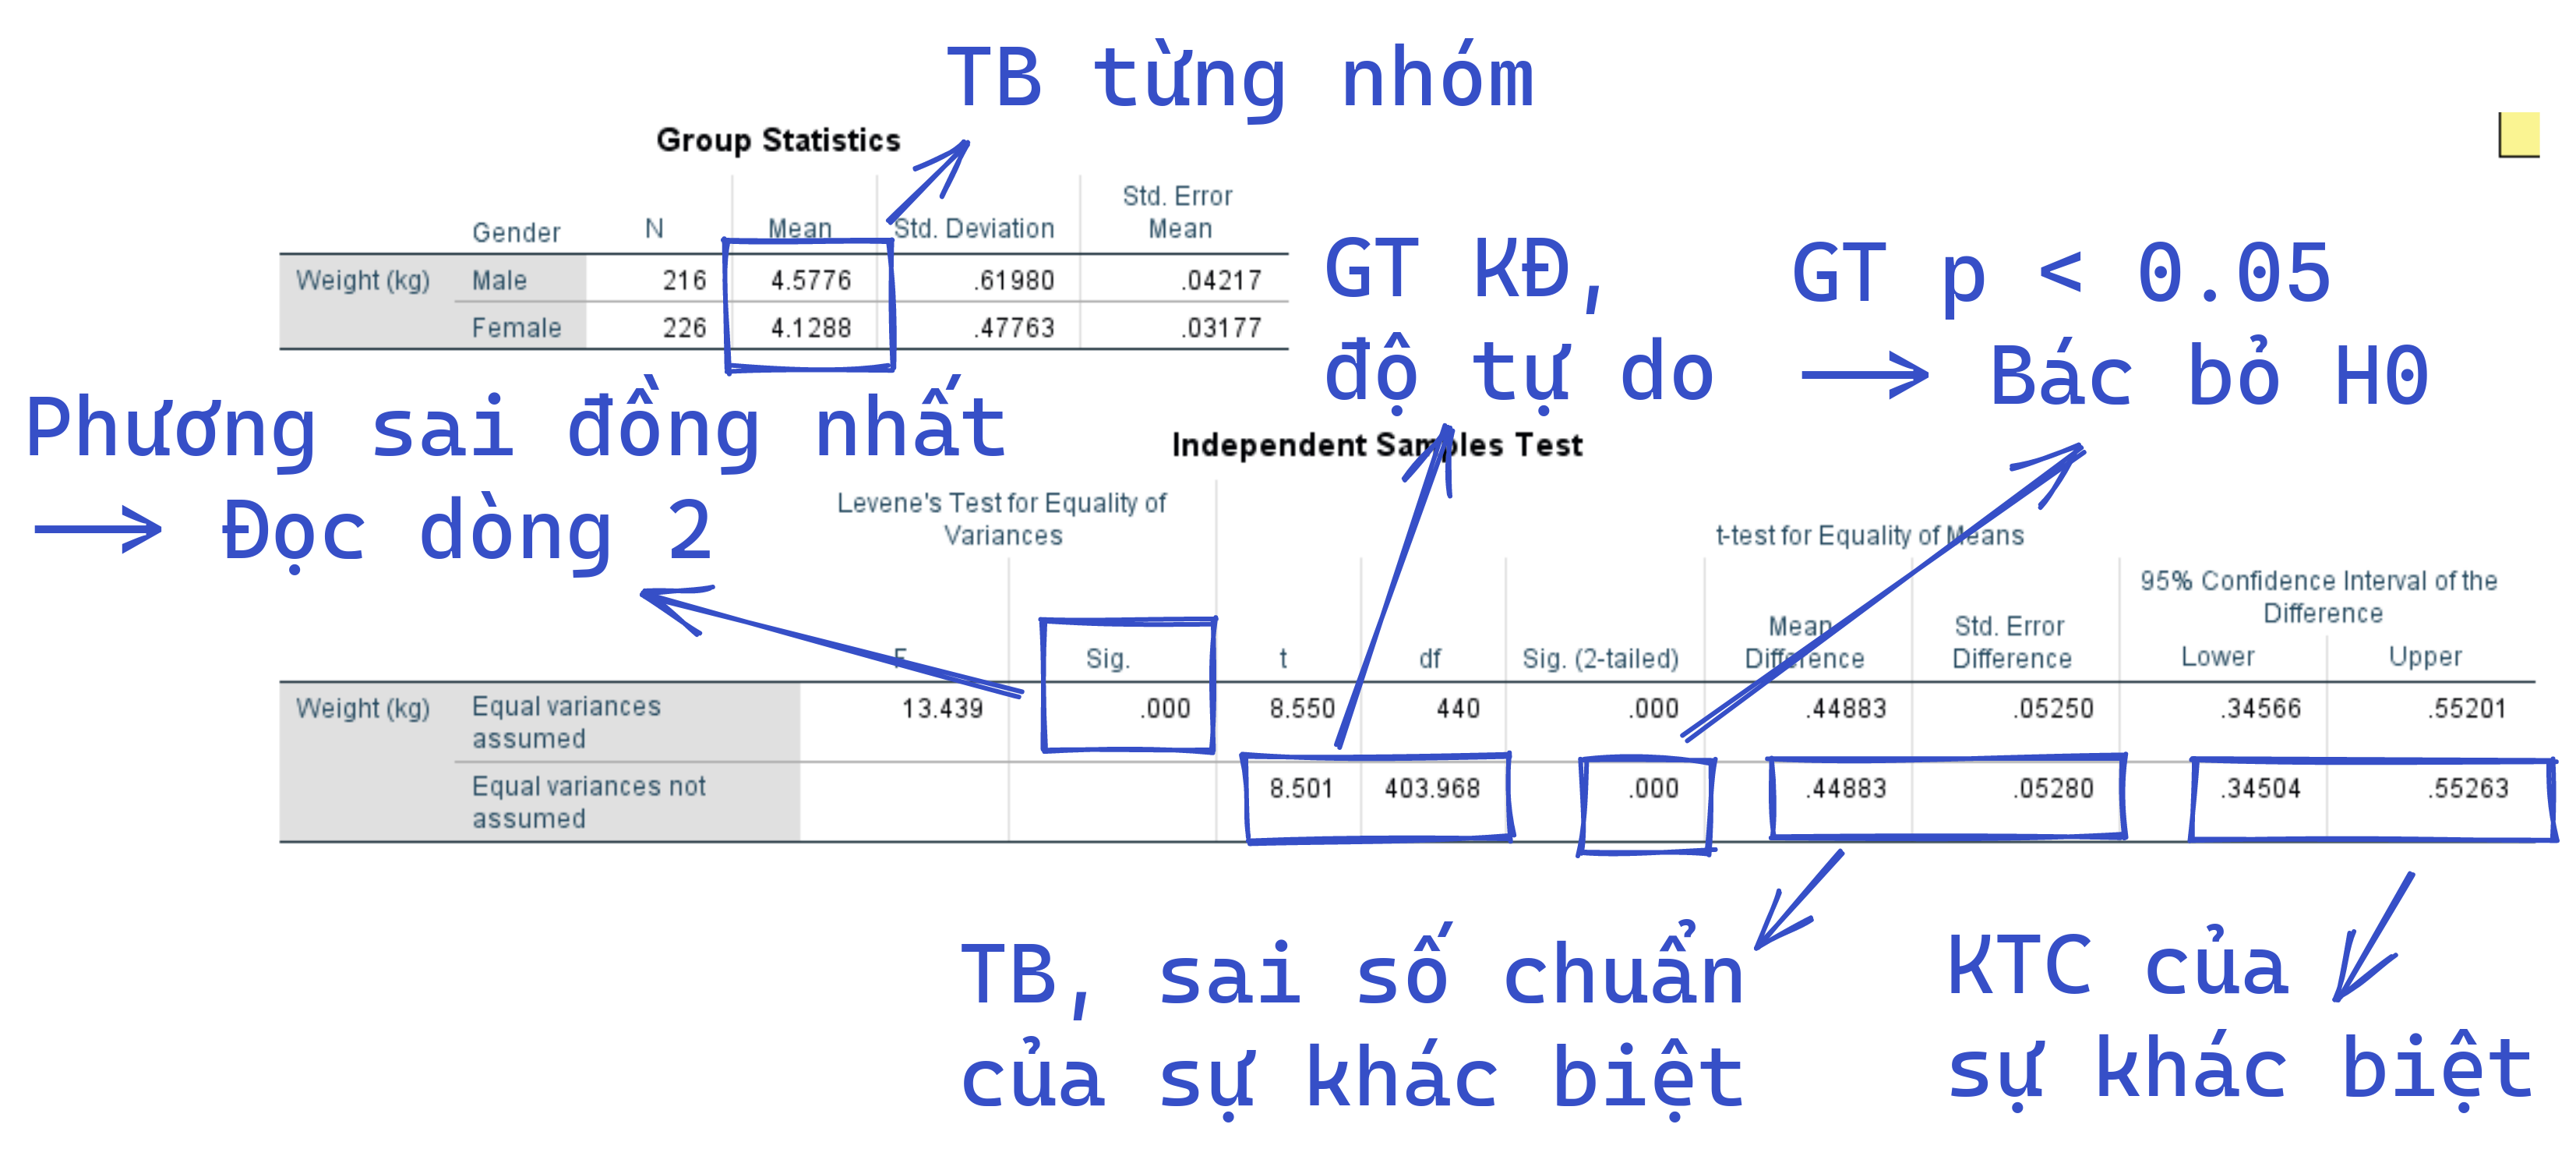 TB từng nhóm
Group Statistics
Gender N Mean Std. Deviation Std. Error Mean
Weight (kg) Male 216 4.5776 .61980 .04217
Female 226 4.1288 .47763 .03177
GT KĐ,
độ tự do
GT p < 0.05
→ Bác bỏ H0
Phương sai đồng nhất
→ Đọc dòng 2
Independent Samples Test
Levene's Test for Equality of
Variances
t-test for Equality of Means
95% Confidence Interval of the
Difference
F Sig. t df Sig. (2-tailed) Mean Difference Std. Error Difference Lower Upper
Weight (kg) Equal variances assumed 13.439 .000 8.550 440 .000 .44883 .05250 .34566 .55201
Equal variances not assumed 8.501 403.968 .000 .44883 .05280 .34504 .55263
TB, sai số chuẩn
của sự khác biệt
KTC của
sự khác biệt